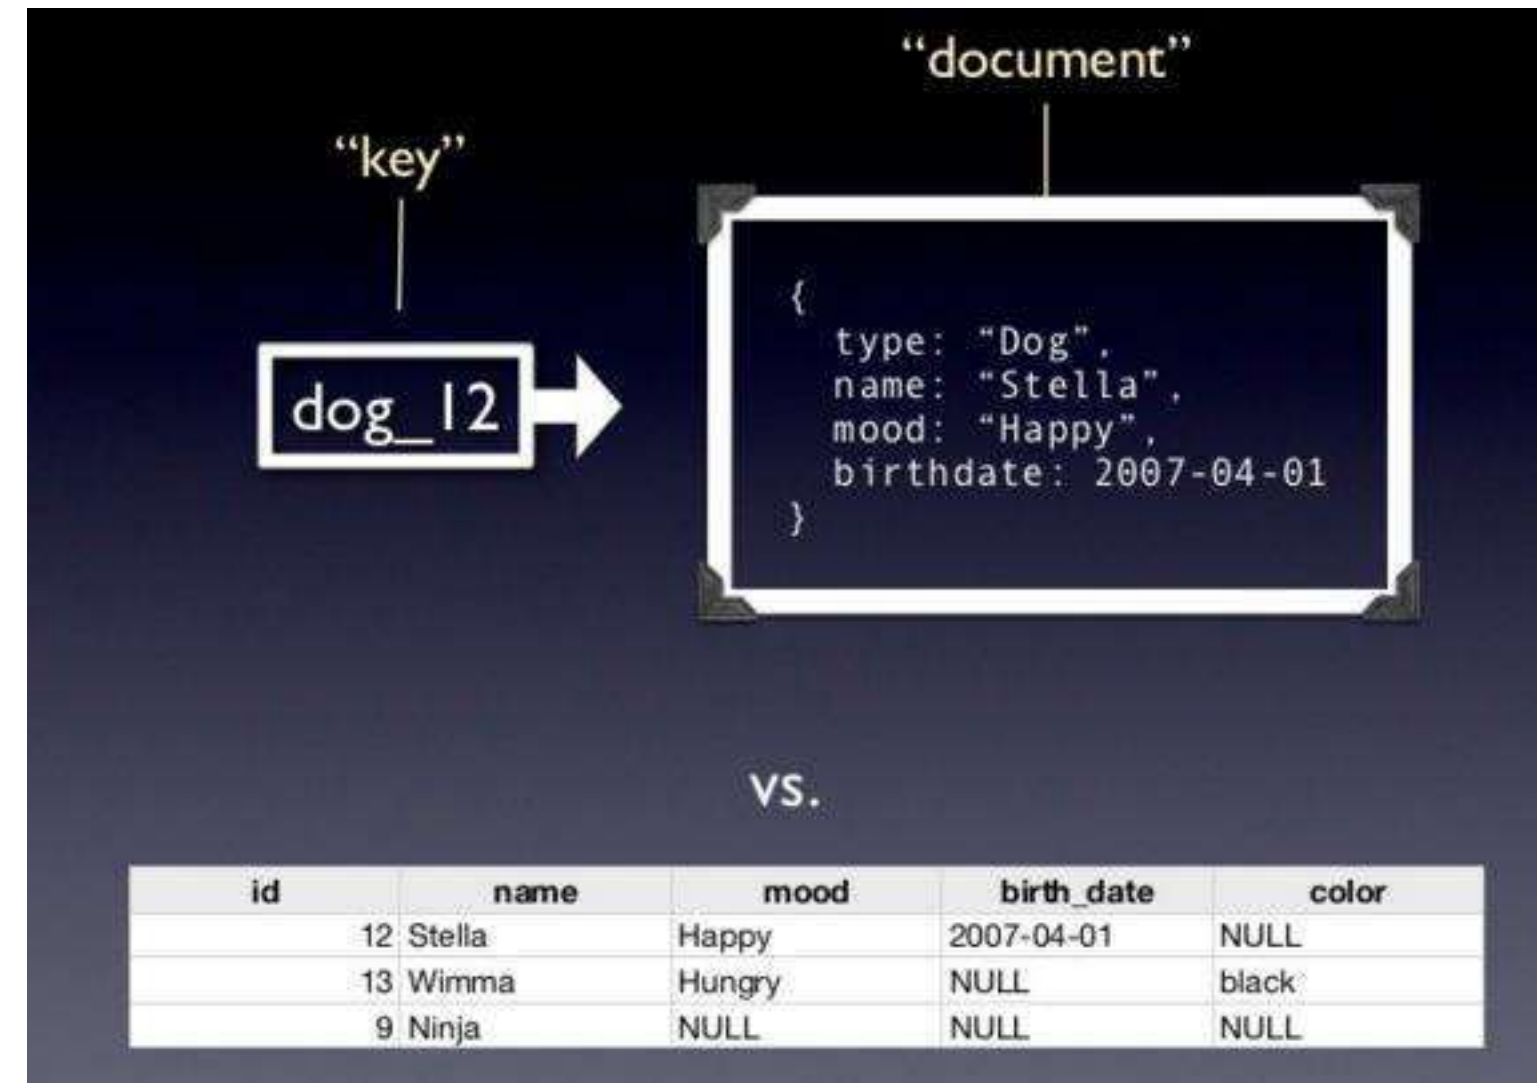 “document”
“key”
{
type: “Dog”,
name: “Stella”,
mood: “Happy”,
birthdate: 2007-04-01
}
dog_12
vs.
id name mood birth_date color
12 Stella Happy 2007-04-01 NULL
13 Wimma Hungry NULL black
9 Ninja NULL NULL NULL